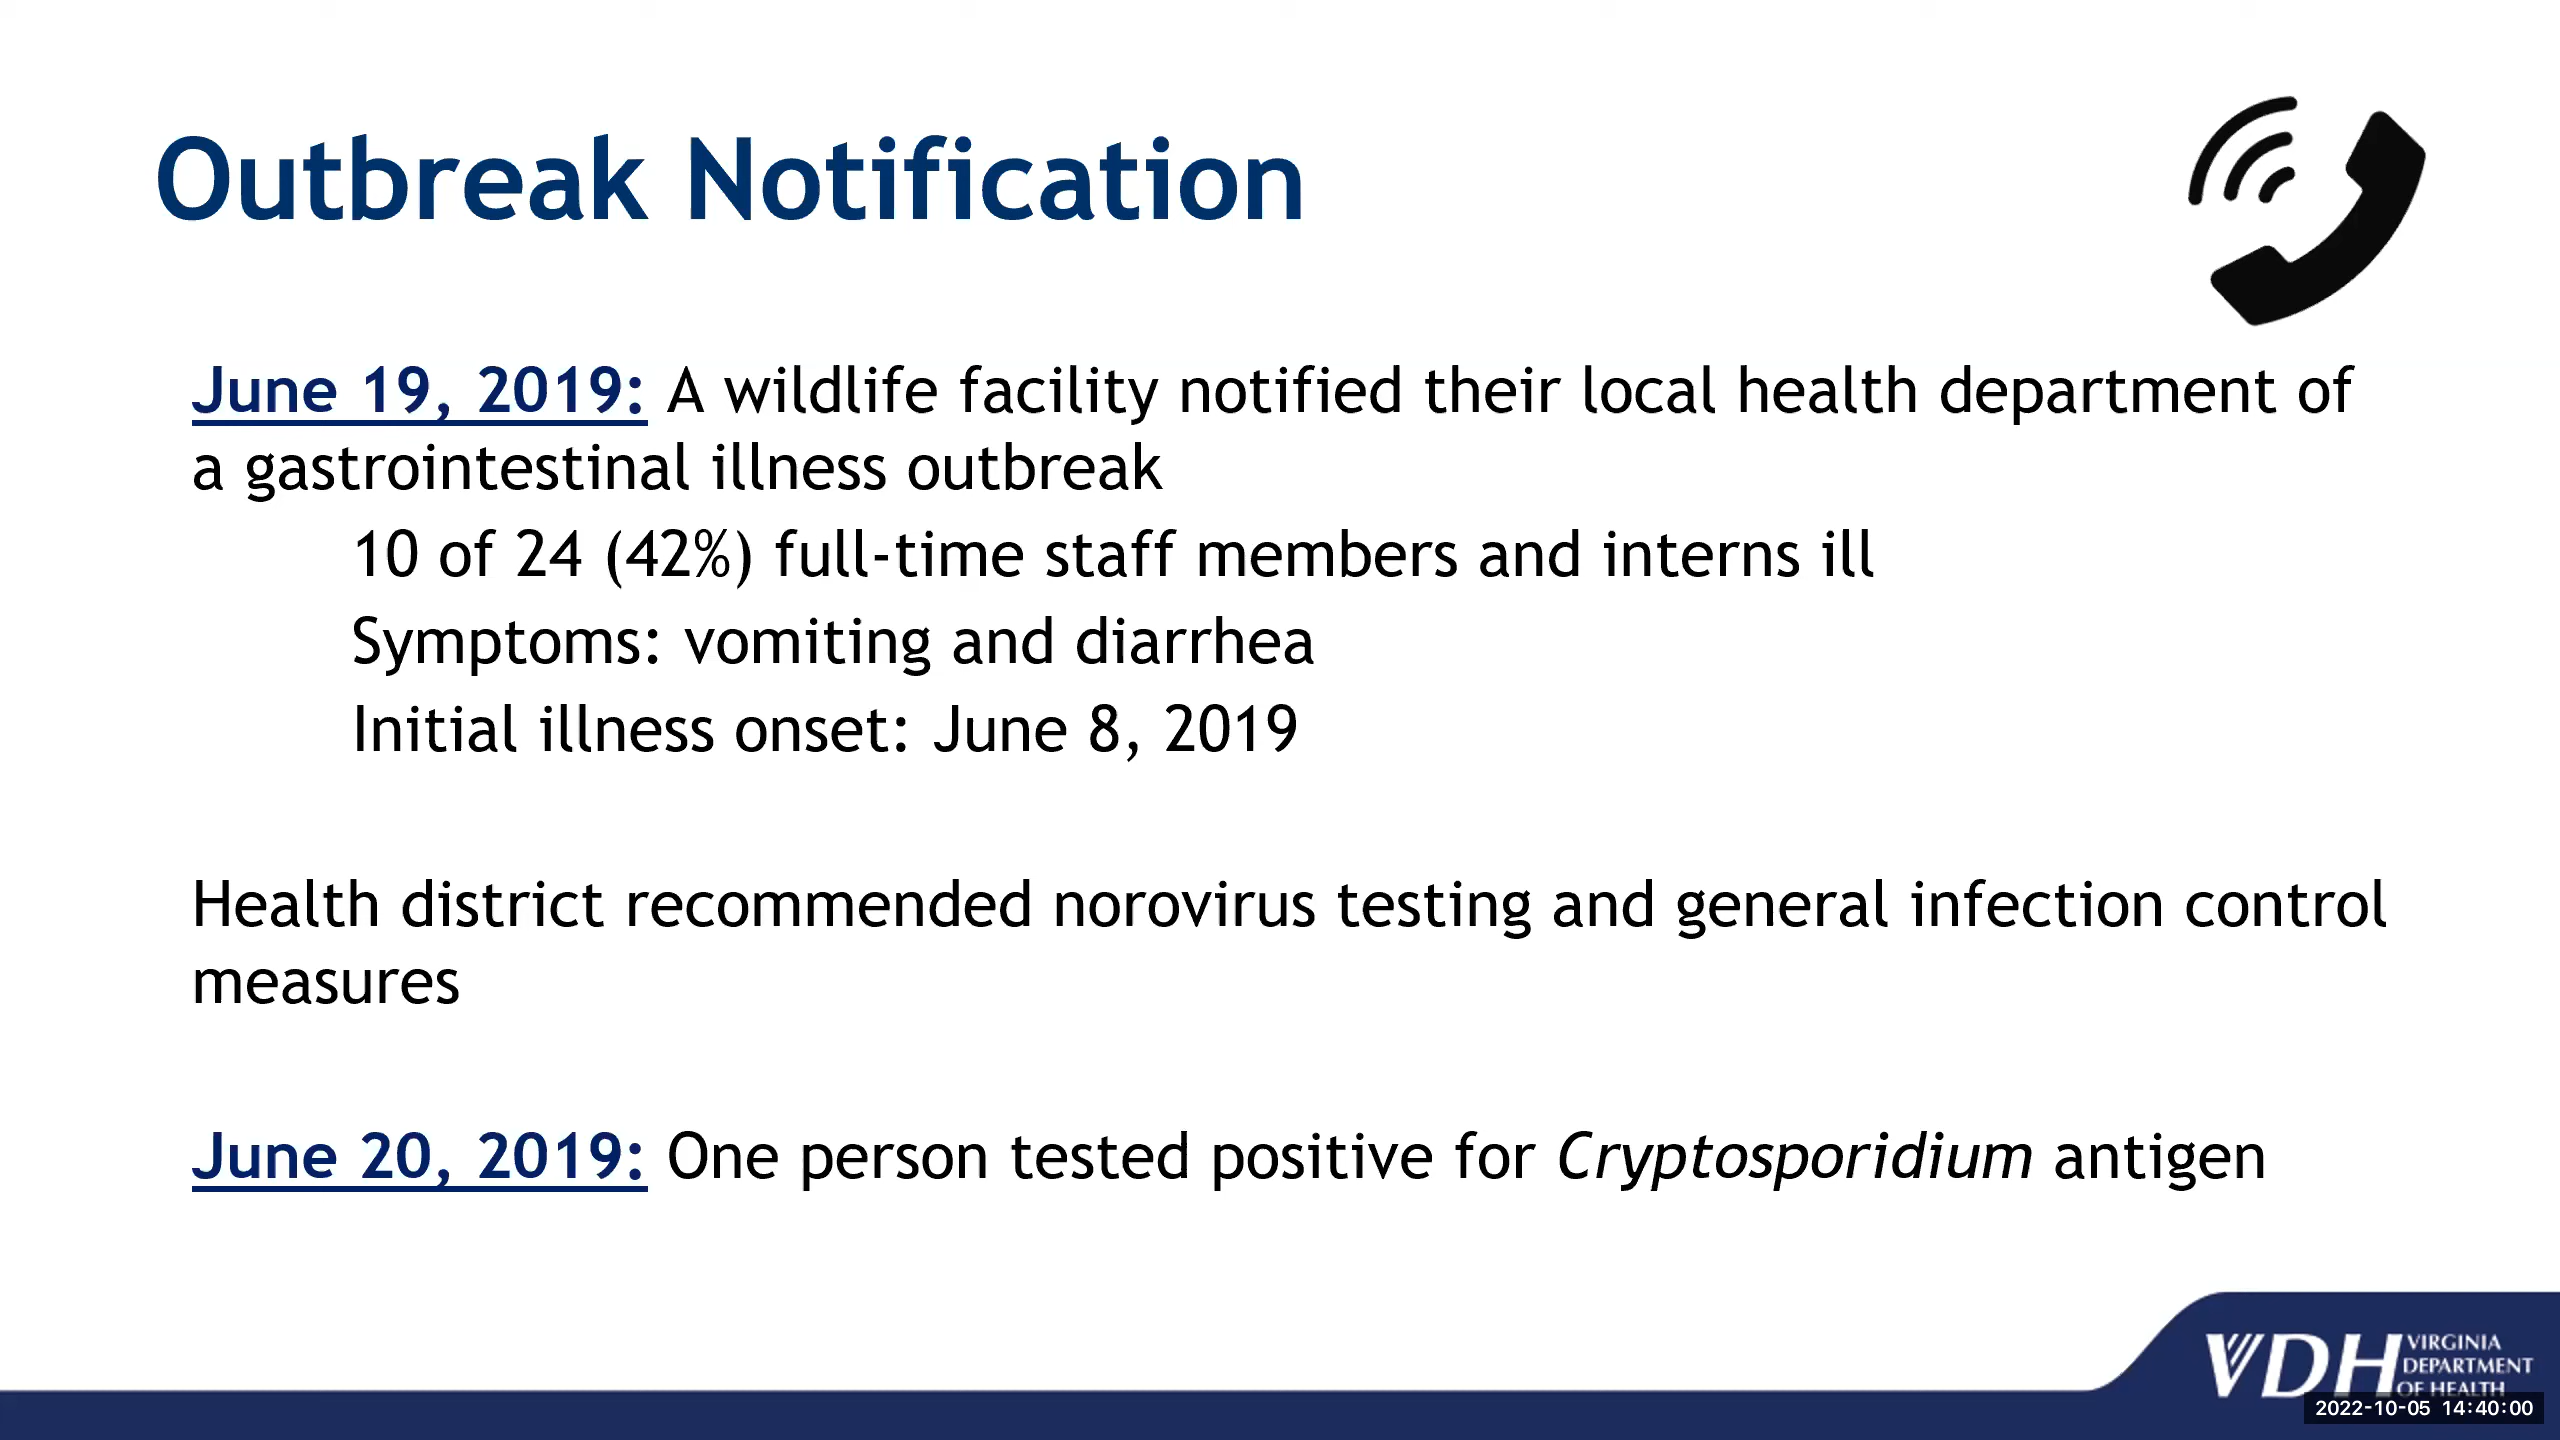 Outbreak Notification
June 19, 2019: A wildlife facility notified their local health department of
a gastrointestinal illness outbreak
10 of 24 (42%) full-time staff members and interns ill
Symptoms: vomiting and diarrhea
Initial illness onset: June 8, 2019
Health district recommended norovirus testing and general infection control
measures
June 20, 2019: One person tested positive for Cryptosporidium antigen
VDH VIRGINIA
DEPARTMENT
OF HEALTH
2022-10-05 14:40:00